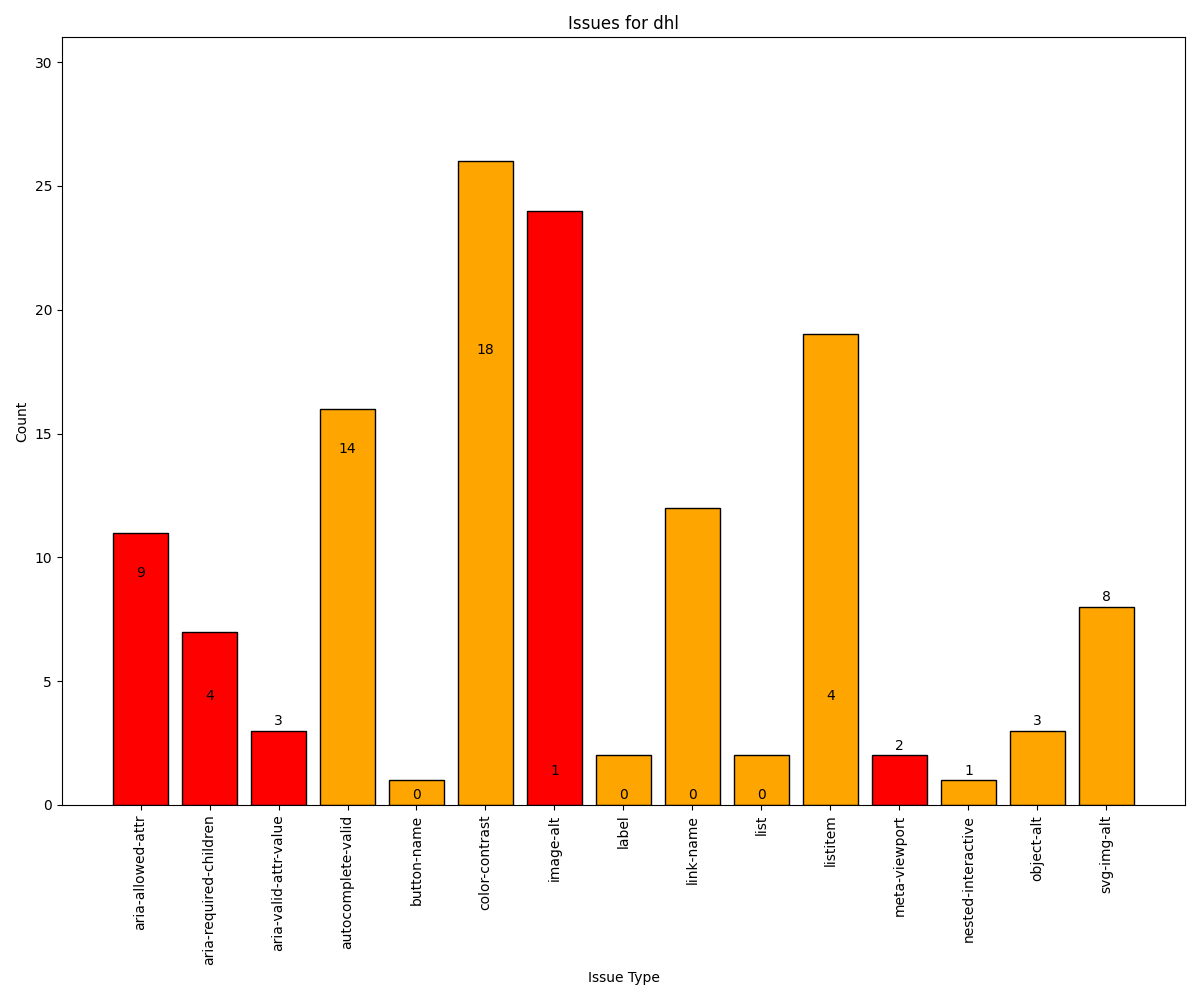 Issues for dhl
30
25
20
15
10
5
0
Count
9
4
3
14
0
18
1
0
0
0
4
2
1
3
8
aria-allowed-attr
aria-required-children
aria-valid-attr-value
autocomplete-valid
button-name
color-contrast
image-alt
label
link-name
list
listitem
meta-viewport
nested-interactive
object-alt
svg-img-alt
Issue Type